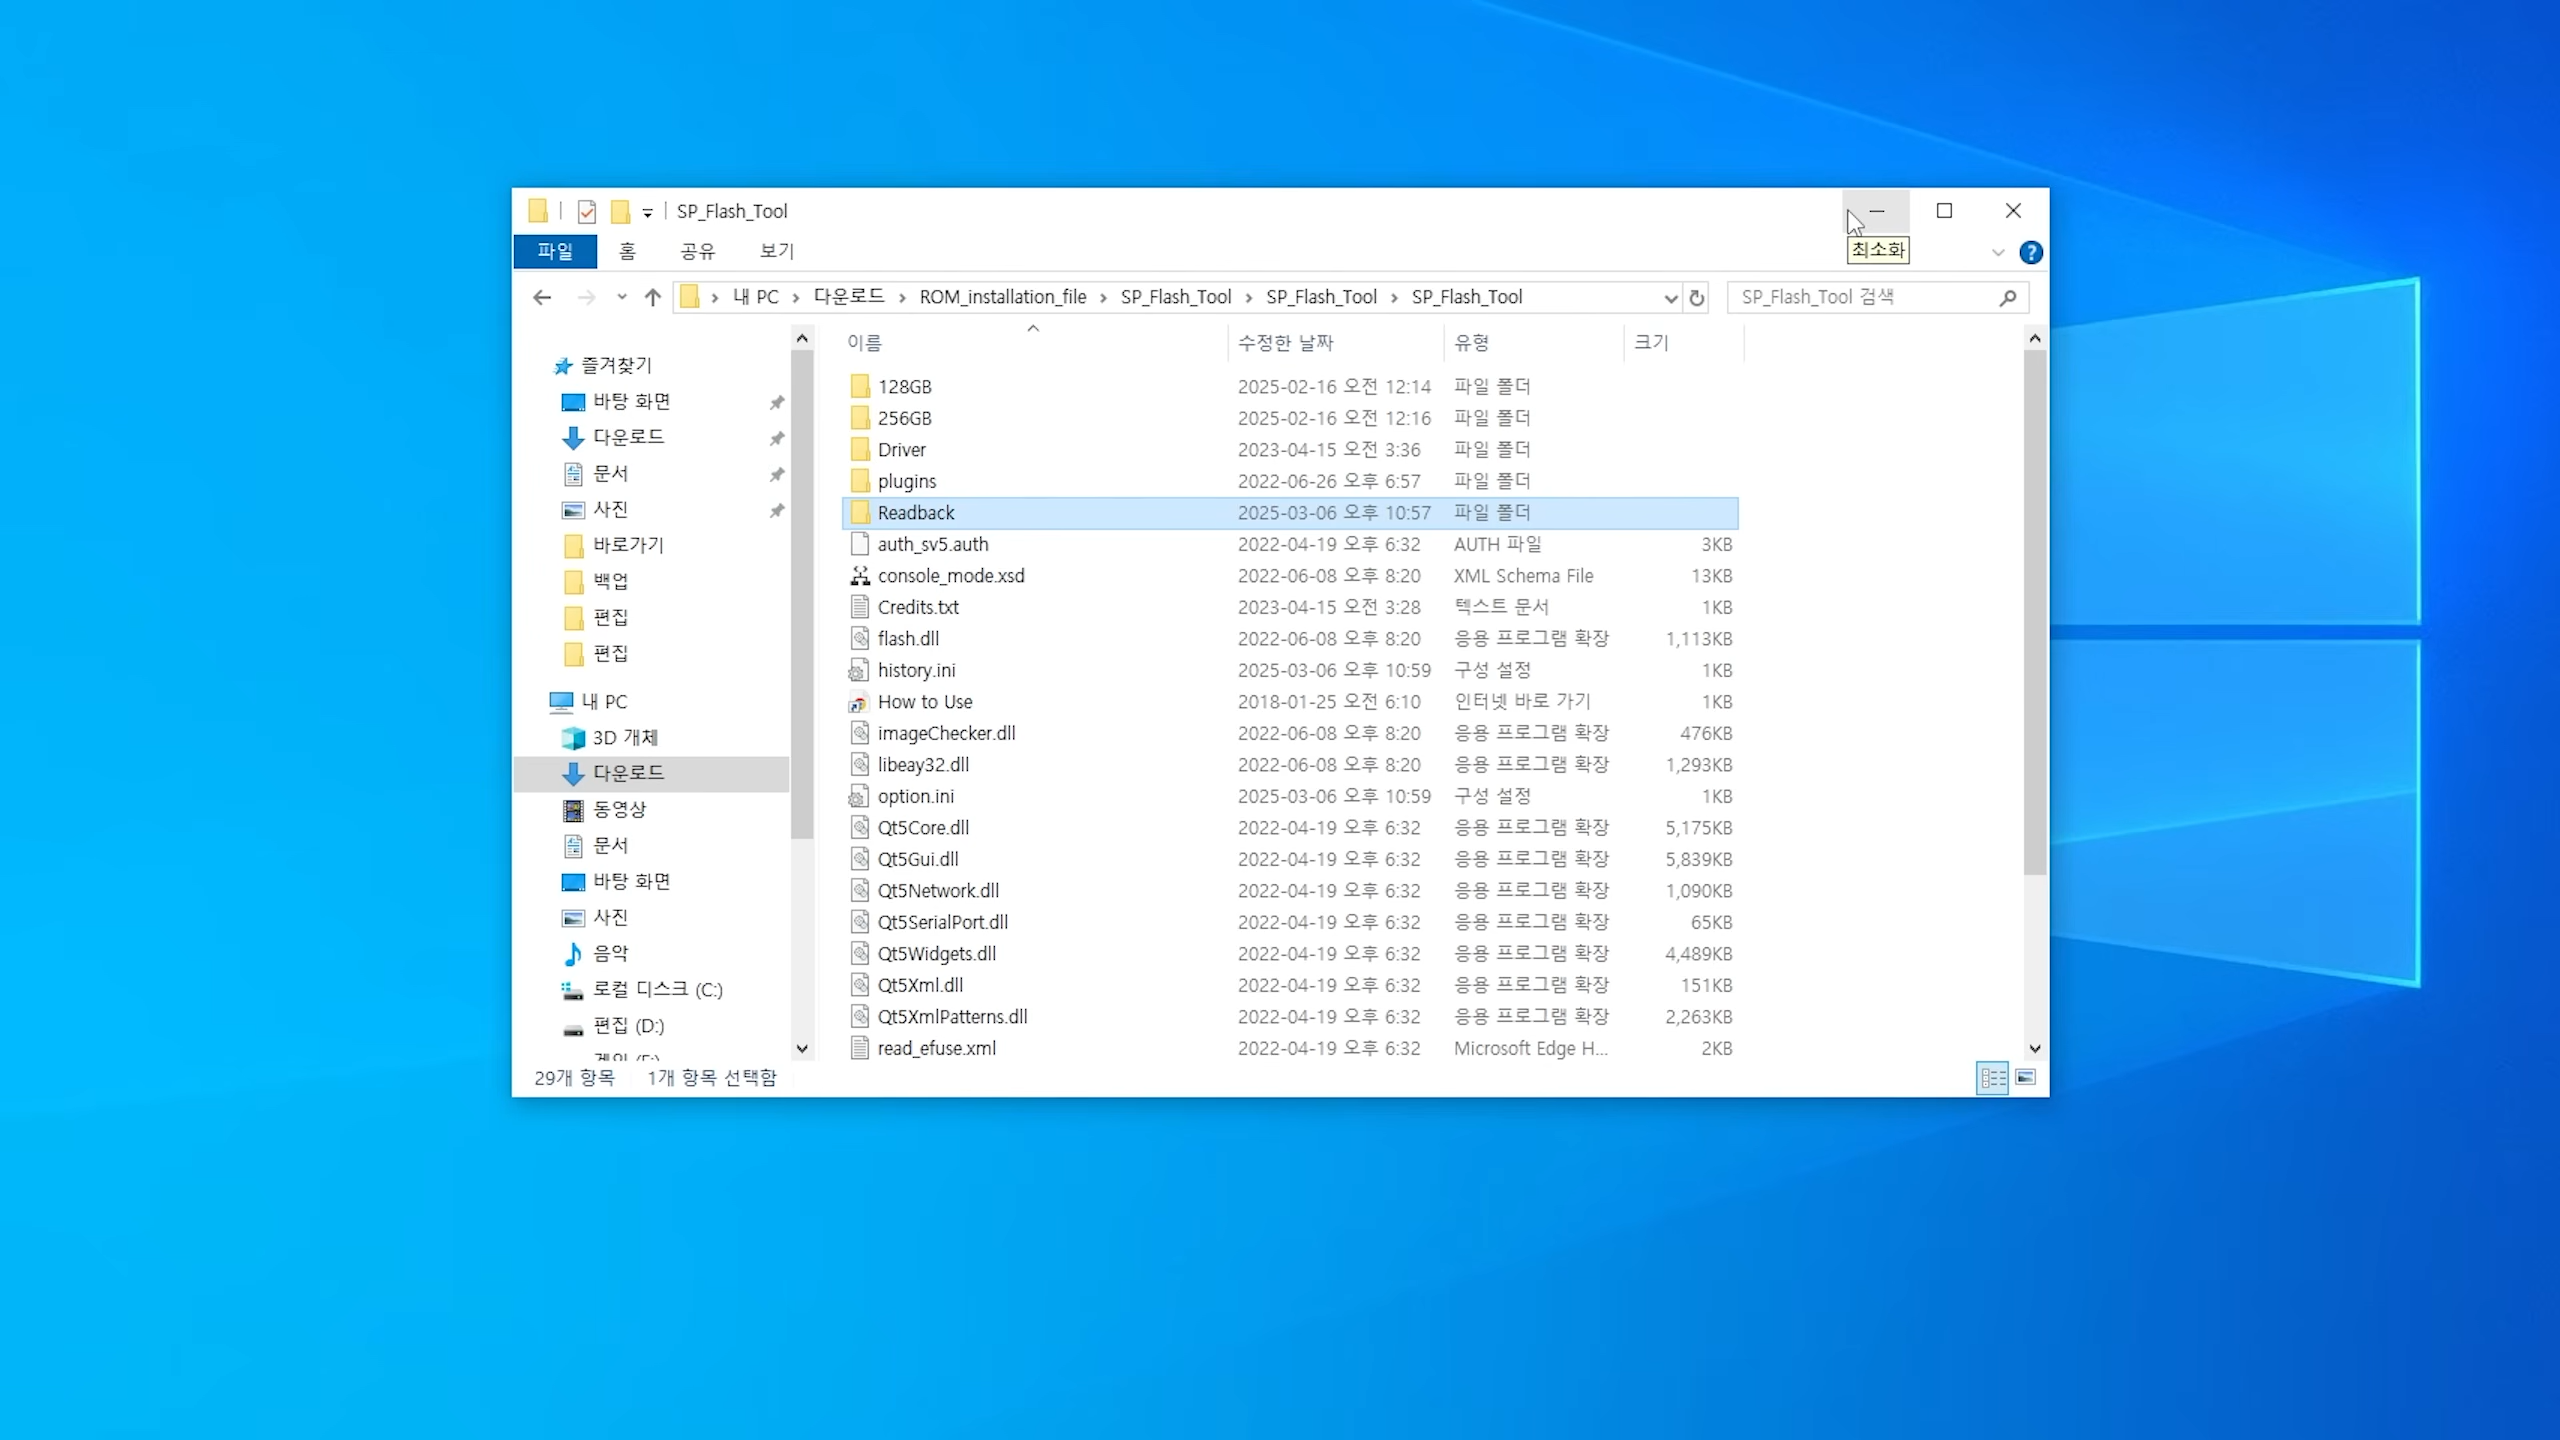 SP_Flash_Tool
최소화
파일 홈 공유 보기
내 PC 다운로드 ROM_installation_file SP_Flash_Tool SP_Flash_Tool SP_Flash_Tool
SP_Flash_Tool 검색
즐겨찾기
바탕 화면
다운로드
문서
사진
바로가기
백업
편집
편집
내 PC
3D 개체
다운로드
동영상
문서
바탕 화면
사진
음악
로컬 디스크 (C:)
편집 (D:)
이름 수정한 날짜 유형 크기
128GB 2025-02-16 오전 12:14 파일 폴더
256GB 2025-02-16 오전 12:16 파일 폴더
Driver 2023-04-15 오전 3:36 파일 폴더
plugins 2022-06-26 오후 6:57 파일 폴더
Readback 2025-03-06 오후 10:57 파일 폴더
auth_sv5.auth 2022-04-19 오후 6:32 AUTH 파일 3KB
console_mode.xsd 2022-06-08 오후 8:20 XML Schema File 13KB
Credits.txt 2023-04-15 오전 3:28 텍스트 문서 1KB
flash.dll 2022-06-08 오후 8:20 응용 프로그램 확장 1,113KB
history.ini 2025-03-06 오후 10:59 구성 설정 1KB
How to Use 2018-01-25 오전 6:10 인터넷 바로 가기 1KB
imageChecker.dll 2022-06-08 오후 8:20 응용 프로그램 확장 476KB
libeay32.dll 2022-06-08 오후 8:20 응용 프로그램 확장 1,293KB
option.ini 2025-03-06 오후 10:59 구성 설정 1KB
Qt5Core.dll 2022-04-19 오후 6:32 응용 프로그램 확장 5,175KB
Qt5Gui.dll 2022-04-19 오후 6:32 응용 프로그램 확장 5,839KB
Qt5Network.dll 2022-04-19 오후 6:32 응용 프로그램 확장 1,090KB
Qt5SerialPort.dll 2022-04-19 오후 6:32 응용 프로그램 확장 65KB
Qt5Widgets.dll 2022-04-19 오후 6:32 응용 프로그램 확장 4,489KB
Qt5Xml.dll 2022-04-19 오후 6:32 응용 프로그램 확장 151KB
Qt5XmlPatterns.dll 2022-04-19 오후 6:32 응용 프로그램 확장 2,263KB
read_efuse.xml 2022-04-19 오후 6:32 Microsoft Edge H... 2KB
29개 항목 1개 항목 선택함